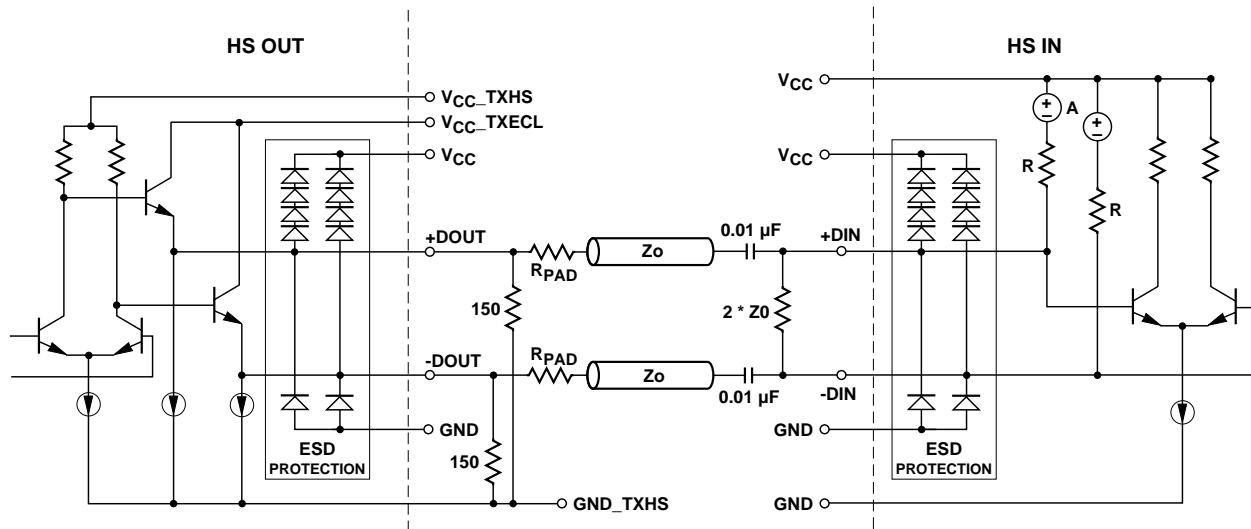 HS OUT
HS IN
VCC_TXHS
VCC_TXECL
VCC
+DOUT
RPAD
Zo
0.01 µF
150
-DOUT
RPAD
Zo
0.01 µF
GND
150
GND_TXHS
ESD
PROTECTION
VCC
VCC
+DIN
2 * Z0
-DIN
GND
GND
+
−
A
+
−
R
R
ESD
PROTECTION